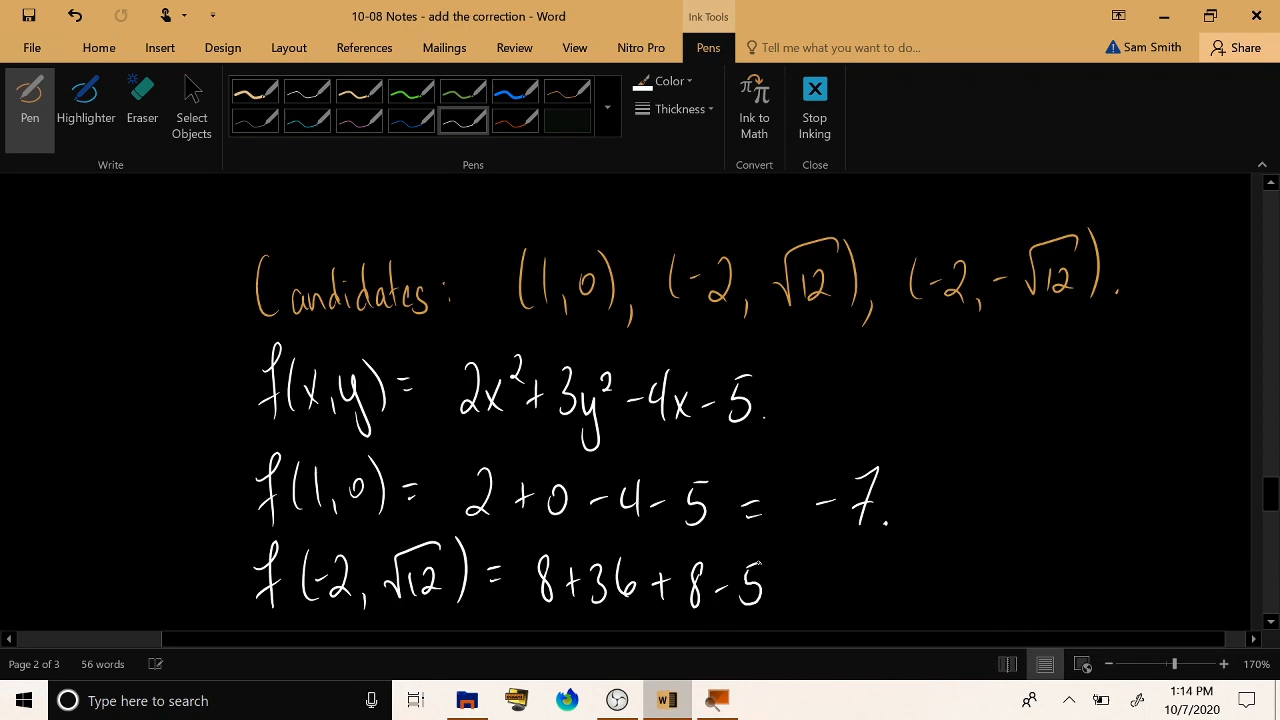 10-08 Notes - add the correction - Word
Ink Tools
File Home Insert Design Layout References Mailings Review View Nitro Pro Pens Tell me what you want to do... Sam Smith Share
Pen Highlighter Eraser Select Objects Color Thickness Ink to Math Stop Inking
Write Pens Convert Close
Candidates: (1,0), (-2, √12), (-2, -√12).
f(x,y) = 2x² + 3y² - 4x - 5.
f(1,0) = 2 + 0 - 4 - 5 = -7.
f(-2, √12) = 8 + 36 + 8 - 5
Page 2 of 3 56 words 170%
Type here to search 1:14 PM
10/7/2020